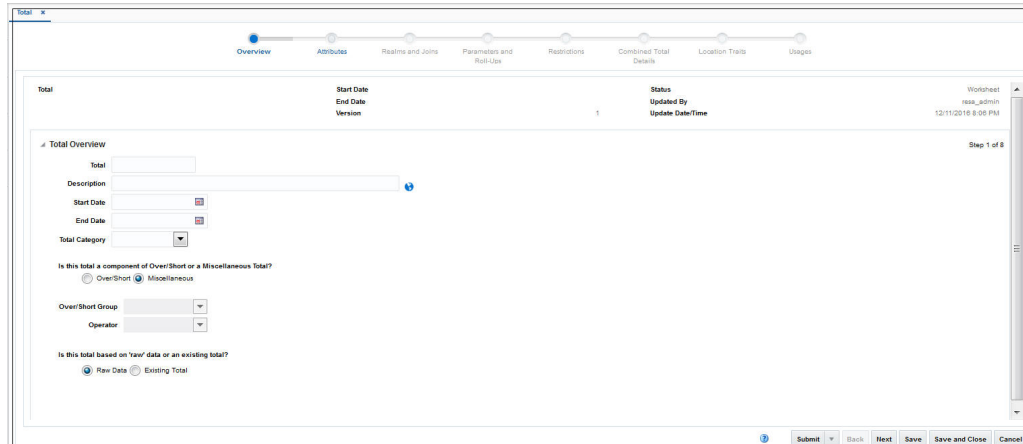 Total ×
Overview Attributes Realms and Joins Parameters and Roll-Ups Restrictions Combined Total Details Location Traits Usages
Total Start Date Status Worksheet
End Date Updated By resa_admin
Version 1 Update Date/Time 12/11/2016 8:06 PM
Total Overview Step 1 of 8
Total
Description
Start Date
End Date
Total Category
Is this total a component of Over/Short or a Miscellaneous Total?
Over/Short Miscellaneous
Over/Short Group
Operator
Is this total based on 'raw' data or an existing total?
Raw Data Existing Total
Submit Back Next Save Save and Close Cancel